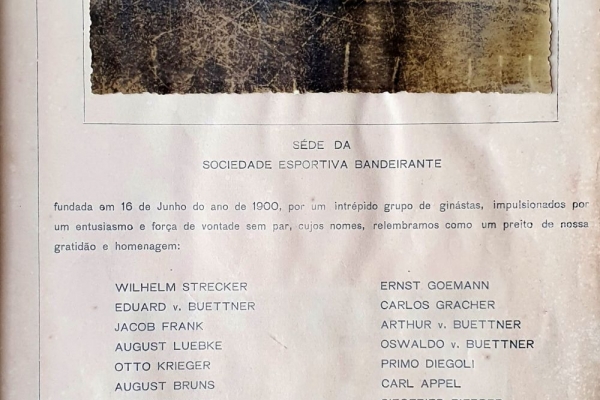 SÉDE DA
SOCIEDADE ESPORTIVA BANDEIRANTE
fundada em 16 de Junho do ano de 1900, por um intrépido grupo de ginástas, impulsionados por
um entusiasmo e força de vontade sem par, cujos nomes, relembramos como um preito de nossa
gratidão e homenagem:
WILHELM STRECKER
EDUARD v. BUETTNER
JACOB FRANK
AUGUST LUEBKE
OTTO KRIEGER
AUGUST BRUNS
ERNST GOEMANN
CARLOS GRACHER
ARTHUR v. BUETTNER
OSWALDO v. BUETTNER
PRIMO DIEGOLI
CARL APPEL